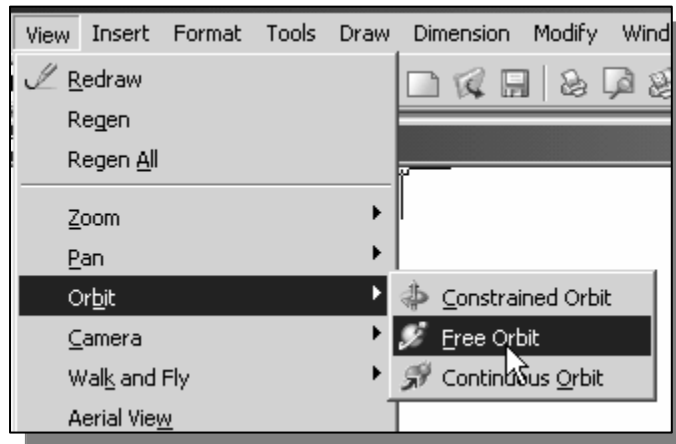 View Insert Format Tools Draw Dimension Modify Wind
Redraw
Regen
Regen All
Zoom
Pan
Orbit
Constrained Orbit
Camera
Free Orbit
Walk and Fly
Continuous Orbit
Aerial View